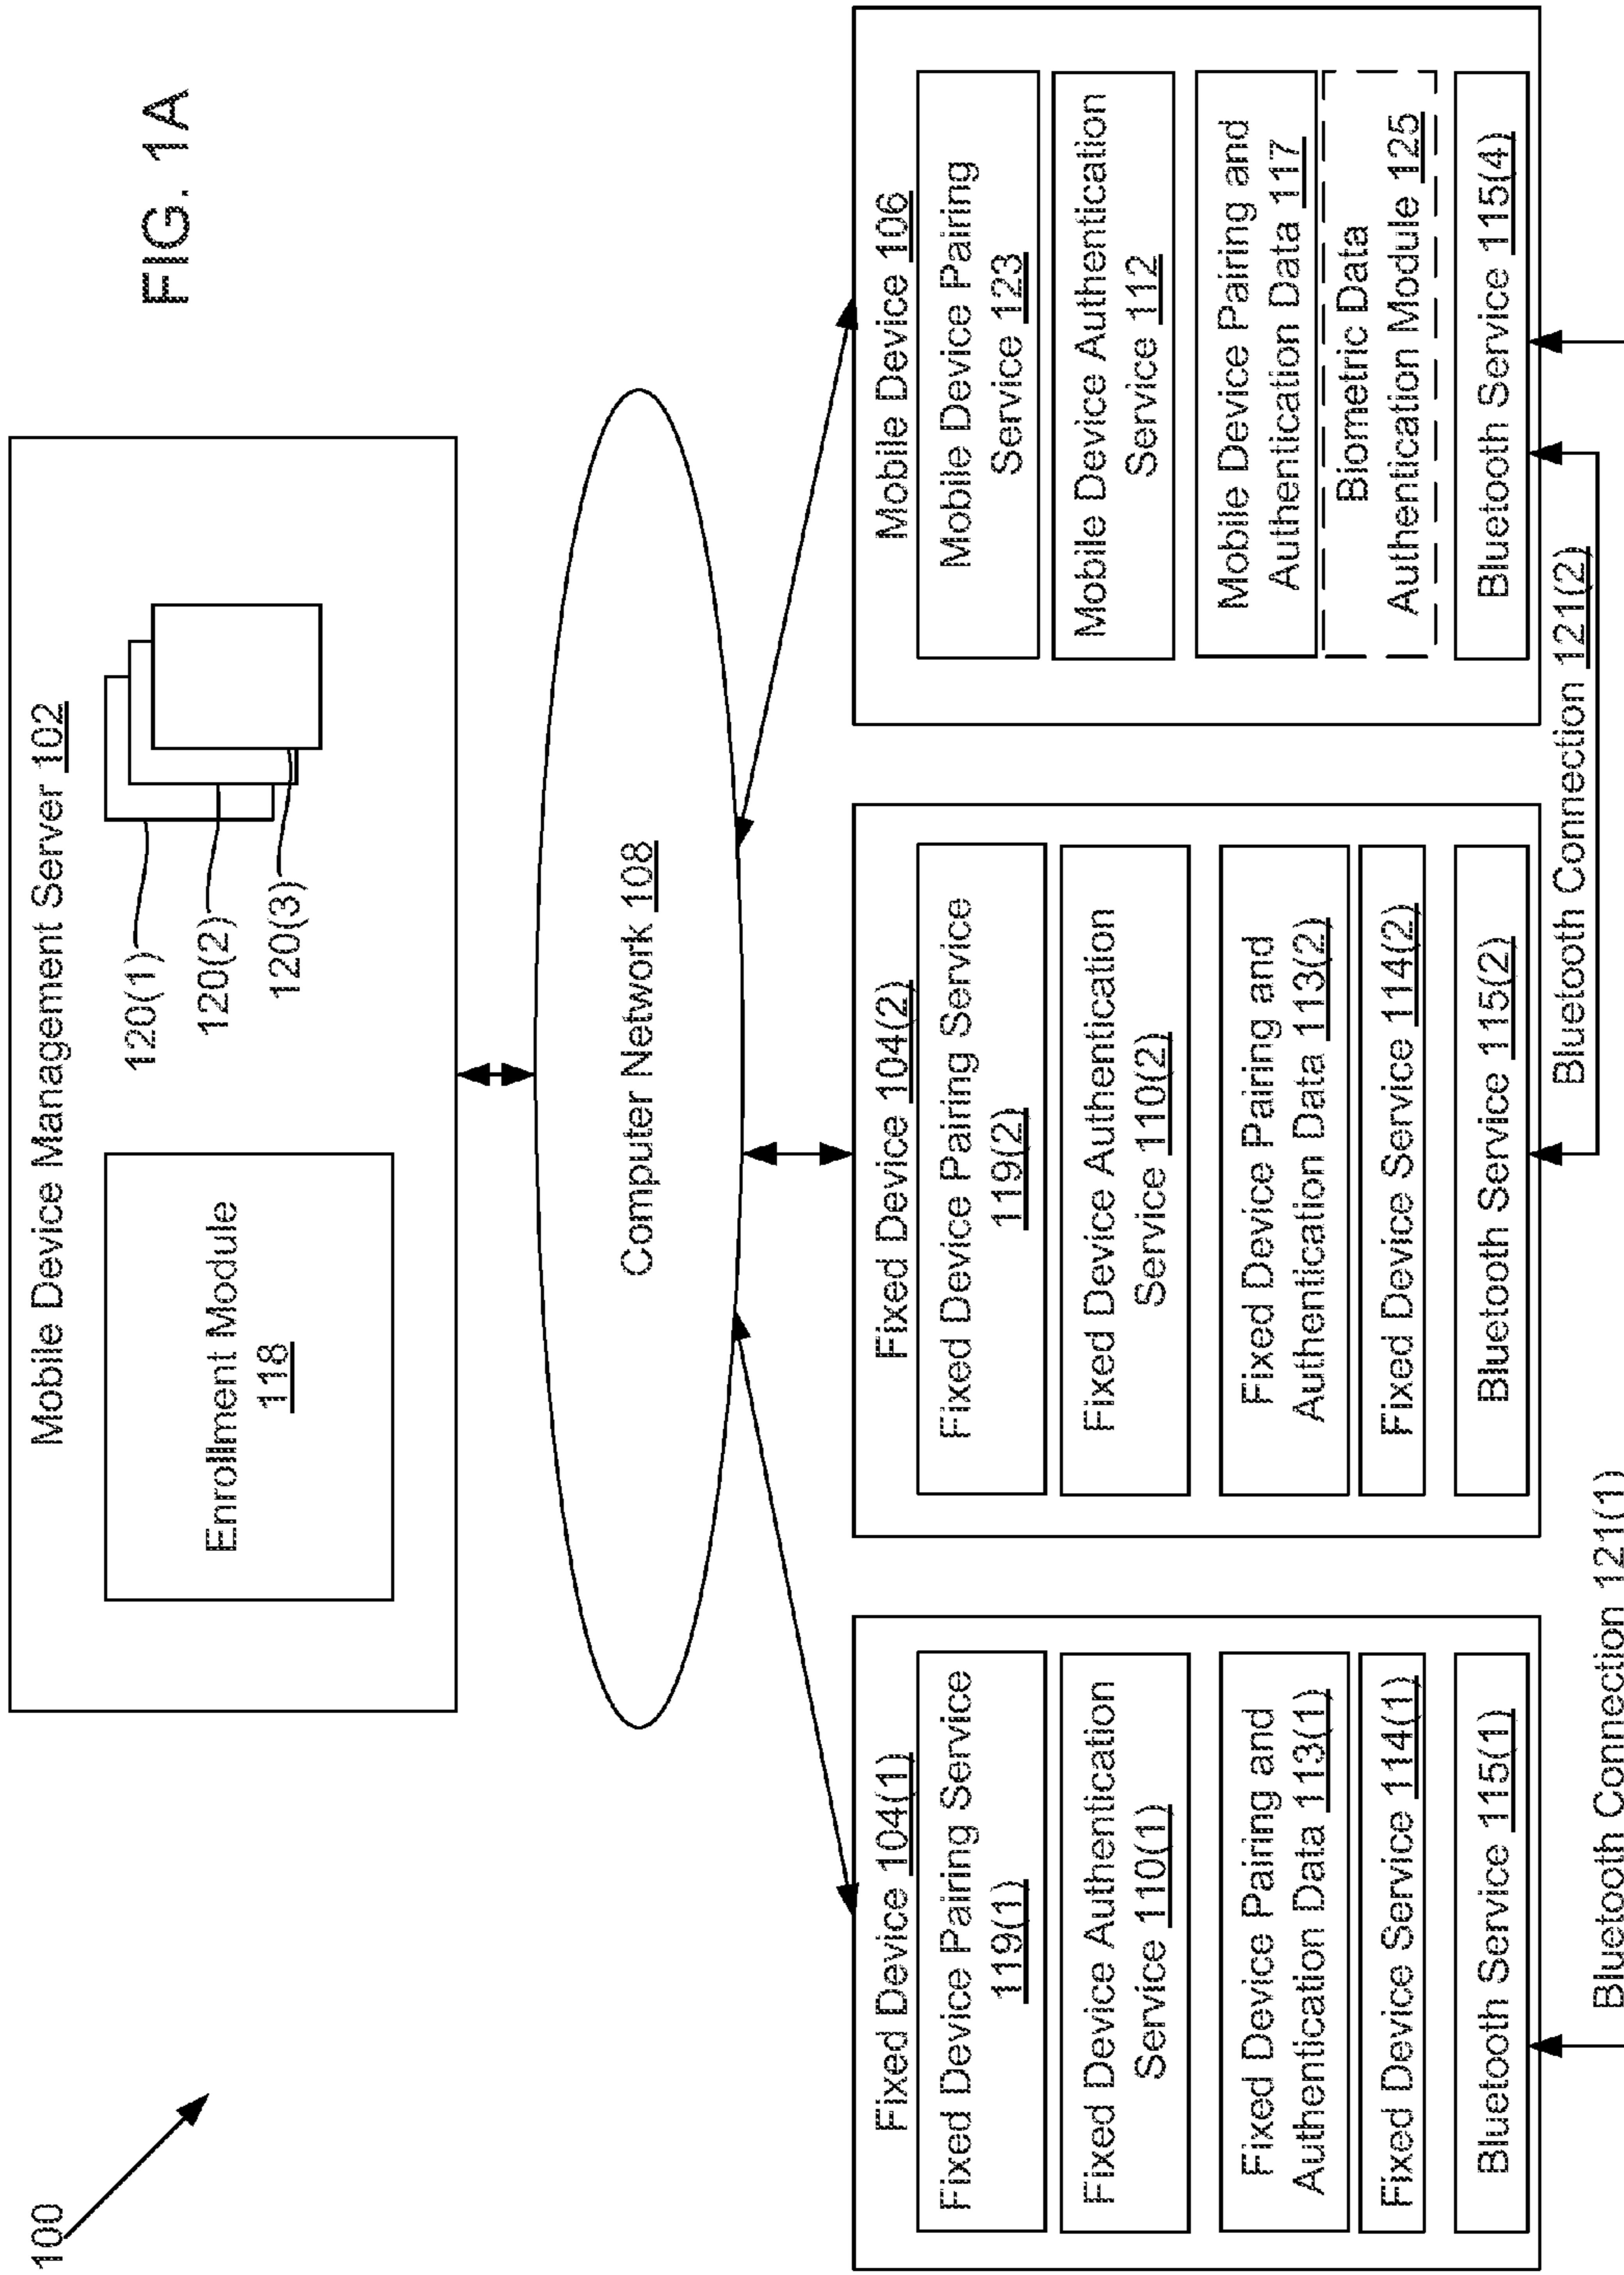 100
FIG. 1A
Mobile Device Management Server 102
Enrollment Module
118
120(1)
120(2)
120(3)
Computer Network 108
Fixed Device 104(1)
Fixed Device Pairing Service
119(1)
Fixed Device Authentication
Service 110(1)
Fixed Device Pairing and
Authentication Data 113(1)
Fixed Device Service 114(1)
Bluetooth Service 115(1)
Fixed Device 104(2)
Fixed Device Pairing Service
119(2)
Fixed Device Authentication
Service 110(2)
Fixed Device Pairing and
Authentication Data 113(2)
Fixed Device Service 114(2)
Bluetooth Service 115(2)
Mobile Device 106
Mobile Device Pairing
Service 123
Mobile Device Authentication
Service 112
Mobile Device Pairing and
Authentication Data 117
Biometric Data
Authentication Module 125
Bluetooth Service 115(4)
Bluetooth Connection 121(2)
Bluetooth Connection 121(1)